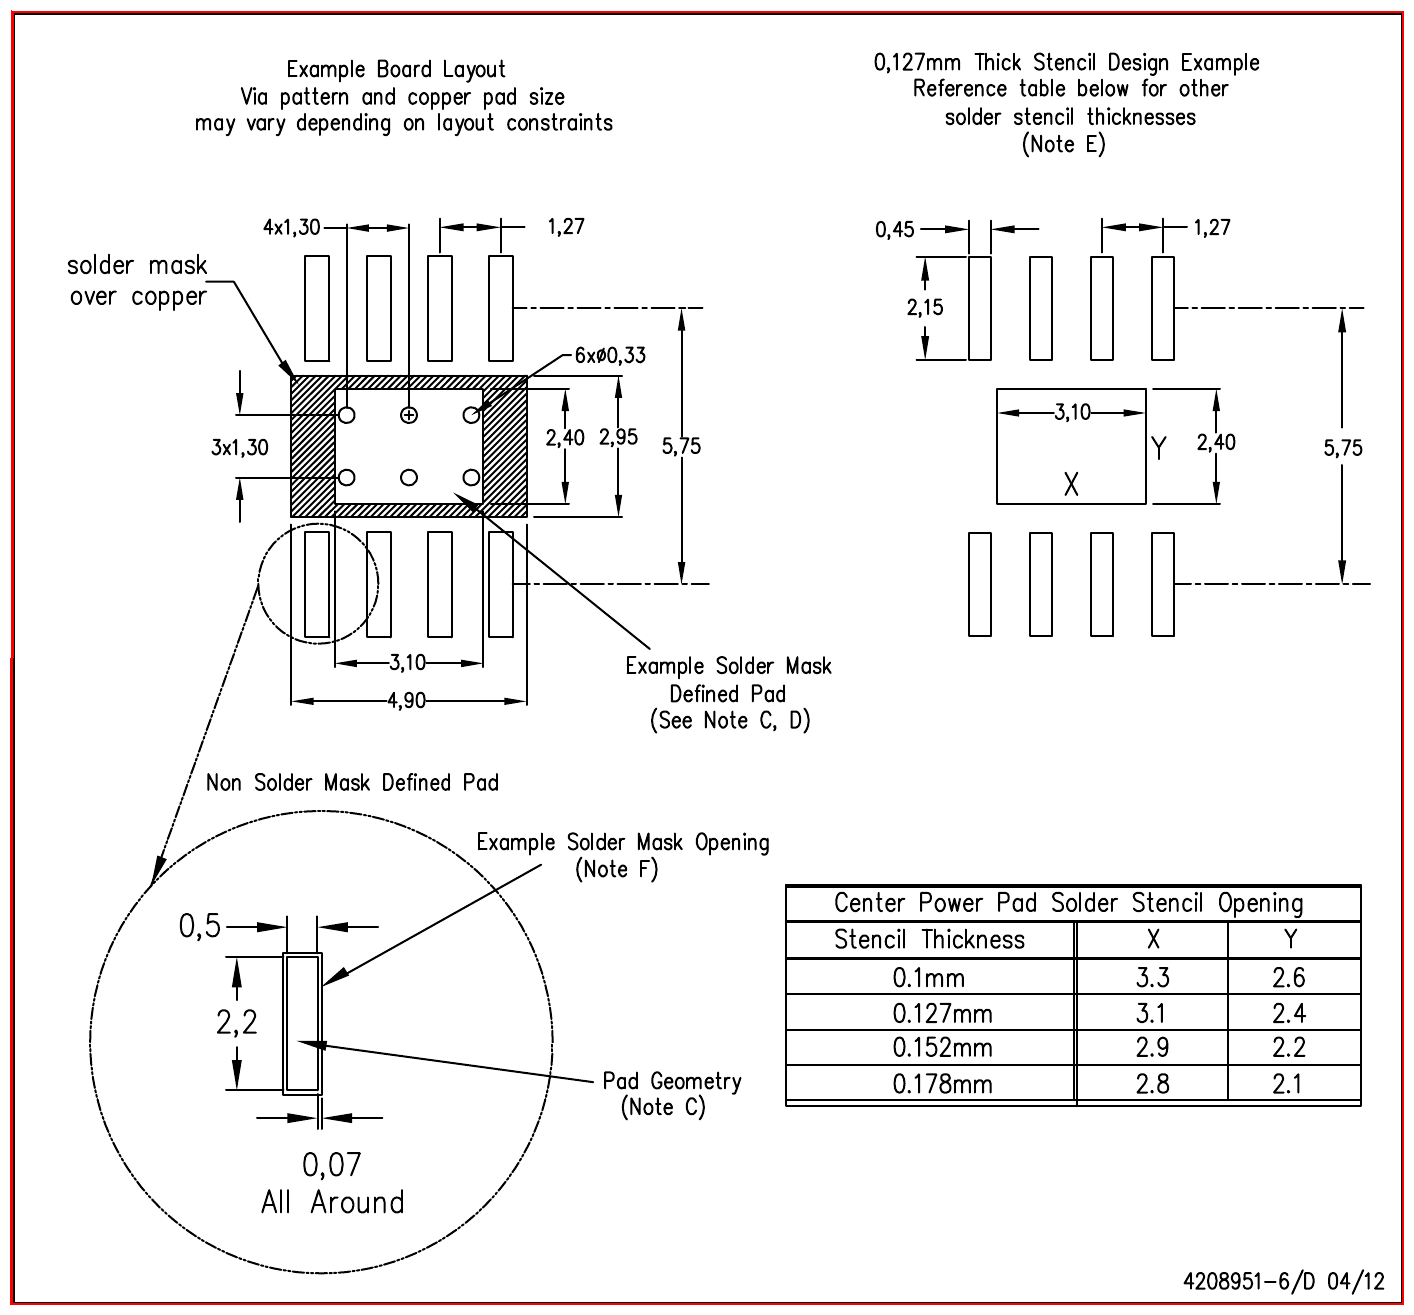 Example Board Layout
Via pattern and copper pad size
may vary depending on layout constraints
0,127mm Thick Stencil Design Example
Reference table below for other
solder stencil thicknesses
(Note E)
4x1,30
1,27
solder mask
over copper
6xø0,33
3x1,30
2,40
2,95
5,75
3,10
4,90
Example Solder Mask
Defined Pad
(See Note C, D)
0,45
1,27
2,15
3,10
Y
X
2,40
5,75
Non Solder Mask Defined Pad
Example Solder Mask Opening
(Note F)
0,5
2,2
Pad Geometry
(Note C)
0,07
All Around
Center Power Pad Solder Stencil Opening
Stencil Thickness X Y
0.1mm 3.3 2.6
0.127mm 3.1 2.4
0.152mm 2.9 2.2
0.178mm 2.8 2.1
4208951-6/D 04/12